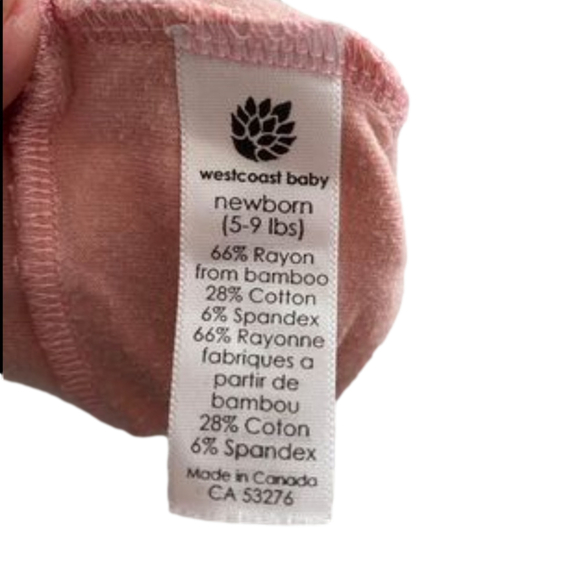 westcoast baby
newborn
(5-9 lbs)
66% Rayon
from bamboo
28% Cotton
6% Spandex
66% Rayonne
fabriques a
partir de
bambou
28% Coton
6% Spandex
Made in Canada
CA 53276